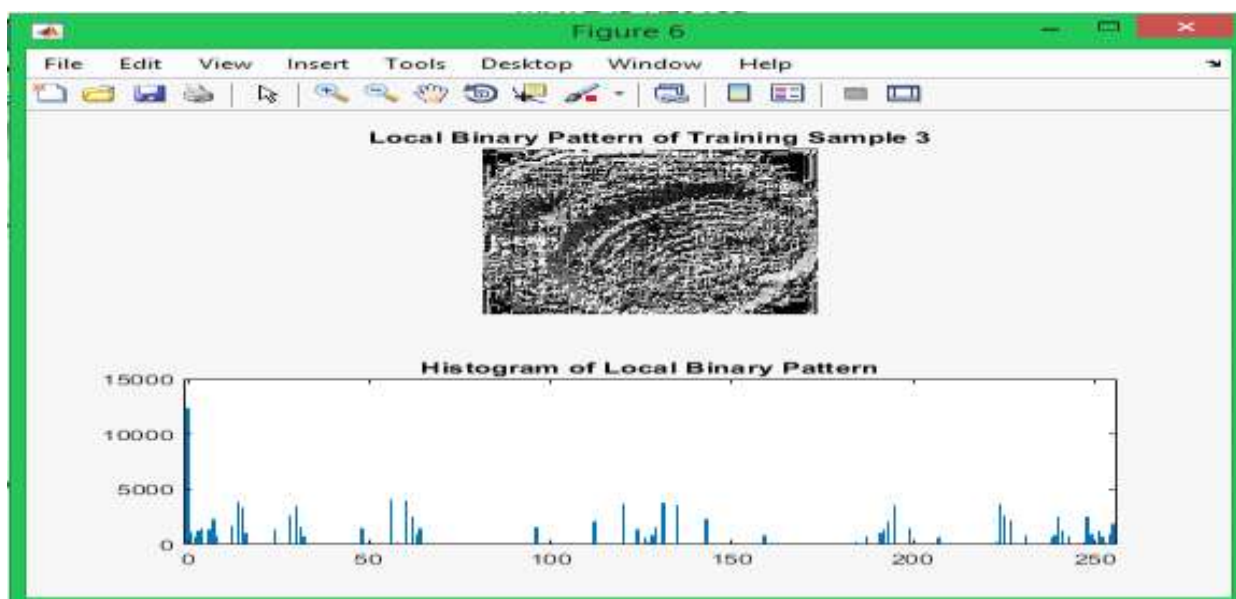 Figure 6
File Edit View Insert Tools Desktop Window Help
Local Binary Pattern of Training Sample 3
Histogram of Local Binary Pattern
15000
10000
5000
0
0 50 100 150 200 250